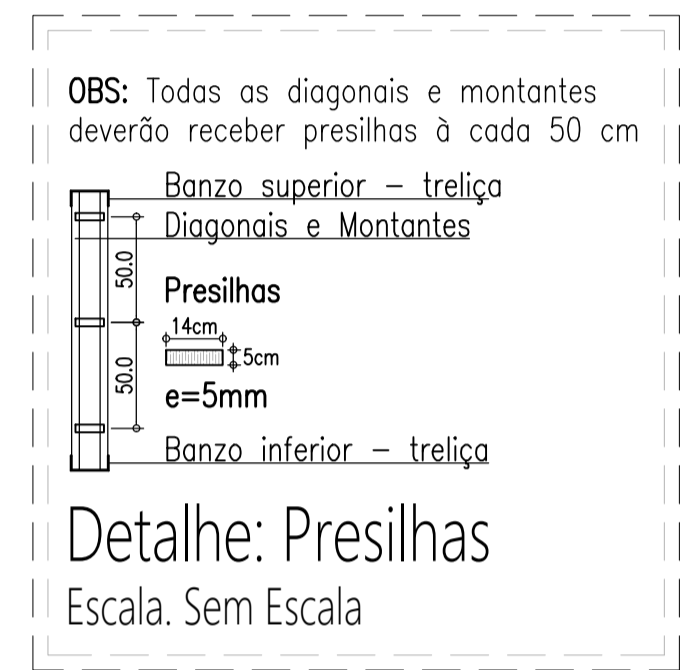 OBS: Todas as diagonais e montantes
deverão receber presilhas à cada 50 cm
Banzo superior – treliça
Diagonais e Montantes
50.0
Presilhas
14cm
5cm
50.0
e=5mm
Banzo inferior – treliça
Detalhe: Presilhas
Escala. Sem Escala